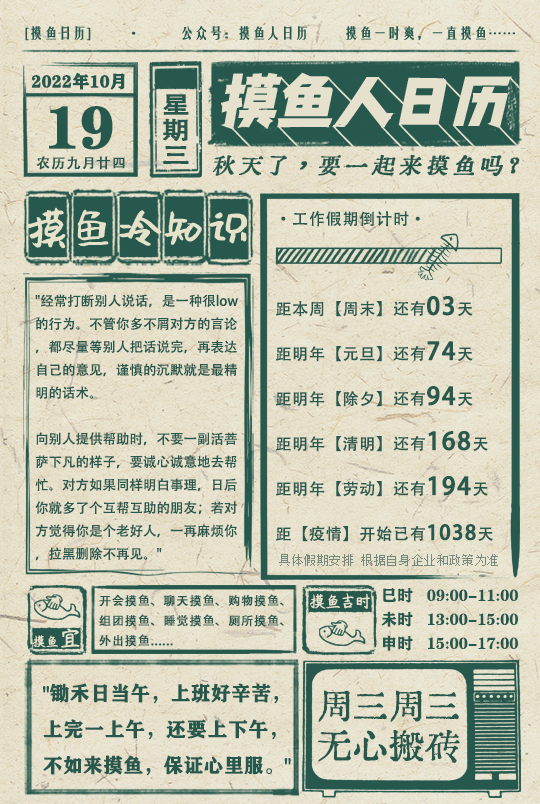 [摸鱼日历] · 公众号：摸鱼人日历 摸鱼一时爽，一直摸鱼……
2022年10月
19
农历九月廿四
星期三
摸鱼人日历
秋天了，要一起来摸鱼吗？
摸鱼冷知识
"经常打断别人说话，是一种很low
的行为。不管你多不屑对方的言论
，都尽量等别人把话说完，再表达
自己的意见，谨慎的沉默就是最精
明的话术。
向别人提供帮助时，不要一副活菩
萨下凡的样子，要诚心诚意地去帮
忙。对方如果同样明白事理，日后
你就多了个互帮互助的朋友；若对
方觉得你是个老好人，一再麻烦你
，拉黑删除不再见。"
·工作假期倒计时·
距本周【周末】还有03天
距明年【元旦】还有74天
距明年【除夕】还有94天
距明年【清明】还有168天
距明年【劳动】还有194天
距【疫情】开始已有1038天
具体假期安排 根据自身企业和政策为准
摸鱼宜
开会摸鱼、聊天摸鱼、购物摸鱼、
组团摸鱼、睡觉摸鱼、厕所摸鱼、
外出摸鱼……
摸鱼吉时
巳时 09:00-11:00
未时 13:00-15:00
申时 15:00-17:00
"锄禾日当午，上班好辛苦，
上完一上午，还要上下午，
不如来摸鱼，保证心里服。"
周三周三
无心搬砖